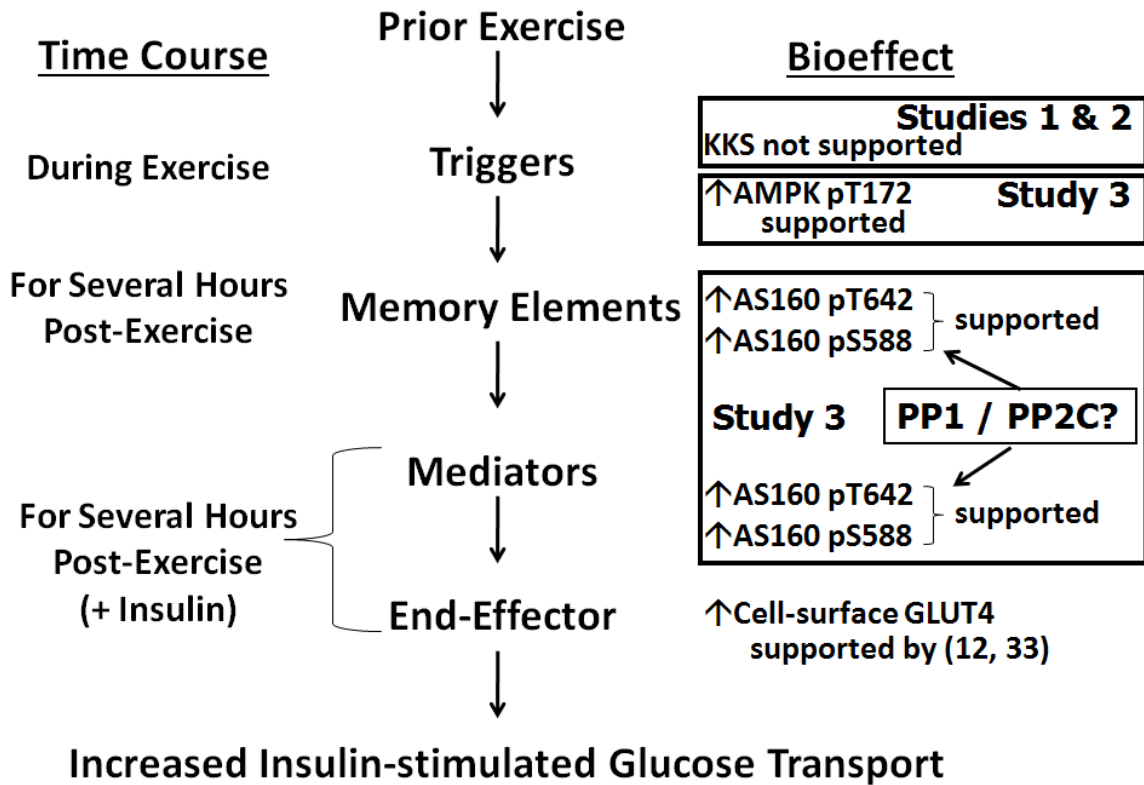 Prior Exercise
Time Course
Bioeffect
Studies 1 & 2
KKS not supported
During Exercise
Triggers
↑AMPK pT172
supported
Study 3
For Several Hours
Post-Exercise
Memory Elements
↑AS160 pT642
↑AS160 pS588
supported
Study 3
PP1 / PP2C?
Mediators
↑AS160 pT642
↑AS160 pS588
supported
For Several Hours
Post-Exercise
(+ Insulin)
End-Effector
↑Cell-surface GLUT4
supported by (12, 33)
Increased Insulin-stimulated Glucose Transport